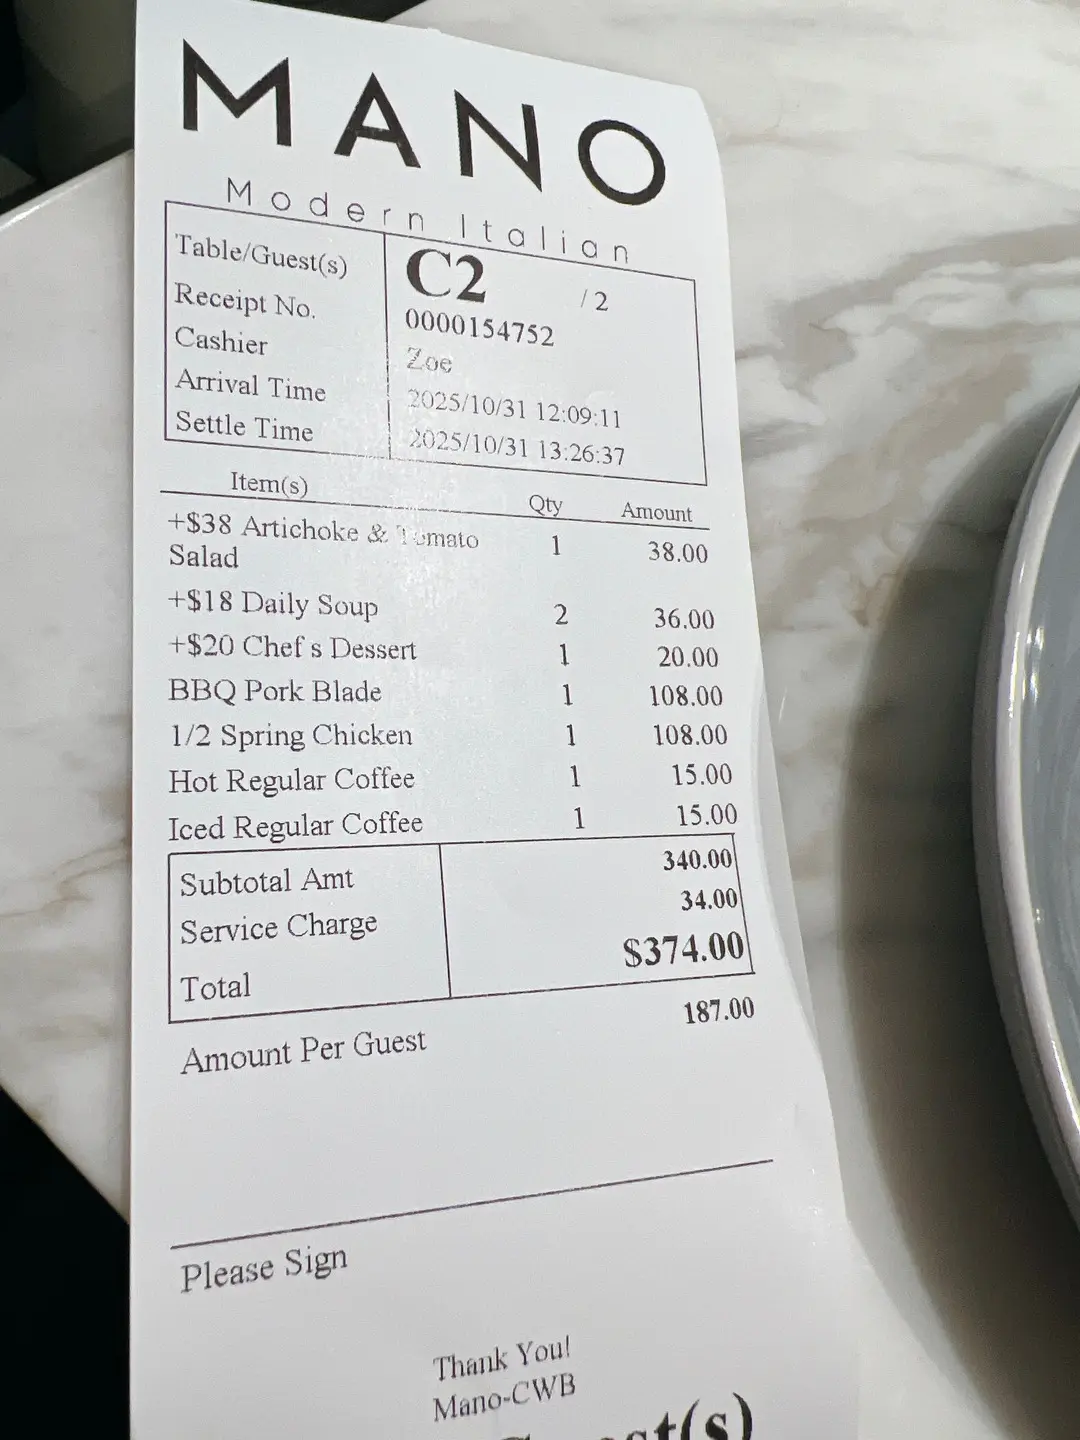 MANO
Modern Italian
Table/Guest(s) C2 / 2
Receipt No. 0000154752
Cashier Zoe
Arrival Time 2025/10/31 12:09:11
Settle Time 2025/10/31 13:26:37
Item(s) Qty Amount
+$38 Artichoke & Tomato 1 38.00
Salad
+$18 Daily Soup 2 36.00
+$20 Chef s Dessert 1 20.00
BBQ Pork Blade 1 108.00
1/2 Spring Chicken 1 108.00
Hot Regular Coffee 1 15.00
Iced Regular Coffee 1 15.00
Subtotal Amt 340.00
Service Charge 34.00
Total $374.00
Amount Per Guest 187.00
Please Sign
Thank You!
Mano-CWB